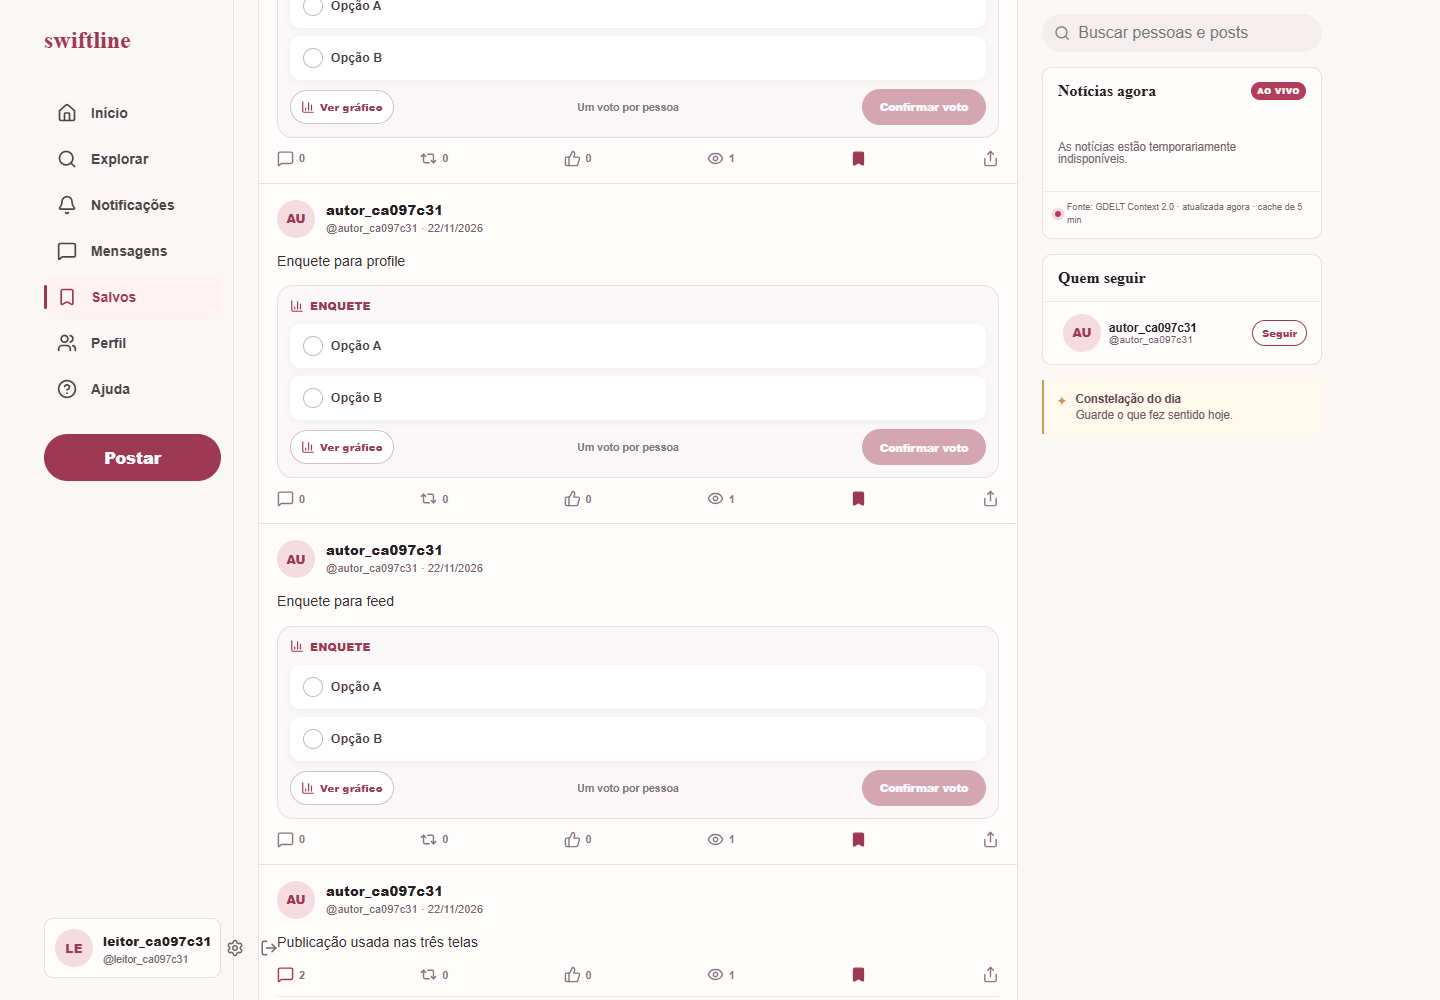 swiftline
Início
Explorar
Notificações
Mensagens
Salvos
Perfil
Ajuda
Postar
LE
leitor_ca097c31
@leitor_ca097c31
Opção A
Opção B
Ver gráfico
Um voto por pessoa
Confirmar voto
0
0
0
1
AU
autor_ca097c31
@autor_ca097c31 · 22/11/2026
Enquete para profile
ENQUETE
Opção A
Opção B
Ver gráfico
Um voto por pessoa
Confirmar voto
0
0
0
1
AU
autor_ca097c31
@autor_ca097c31 · 22/11/2026
Enquete para feed
ENQUETE
Opção A
Opção B
Ver gráfico
Um voto por pessoa
Confirmar voto
0
0
0
1
AU
autor_ca097c31
@autor_ca097c31 · 22/11/2026
Publicação usada nas três telas
2
0
0
1
Buscar pessoas e posts
Notícias agora
AO VIVO
As notícias estão temporariamente
indisponíveis.
Fonte: GDELT Context 2.0 · atualizada agora · cache de 5
min
Quem seguir
AU
autor_ca097c31
@autor_ca097c31
Seguir
Constelação do dia
Guarde o que fez sentido hoje.